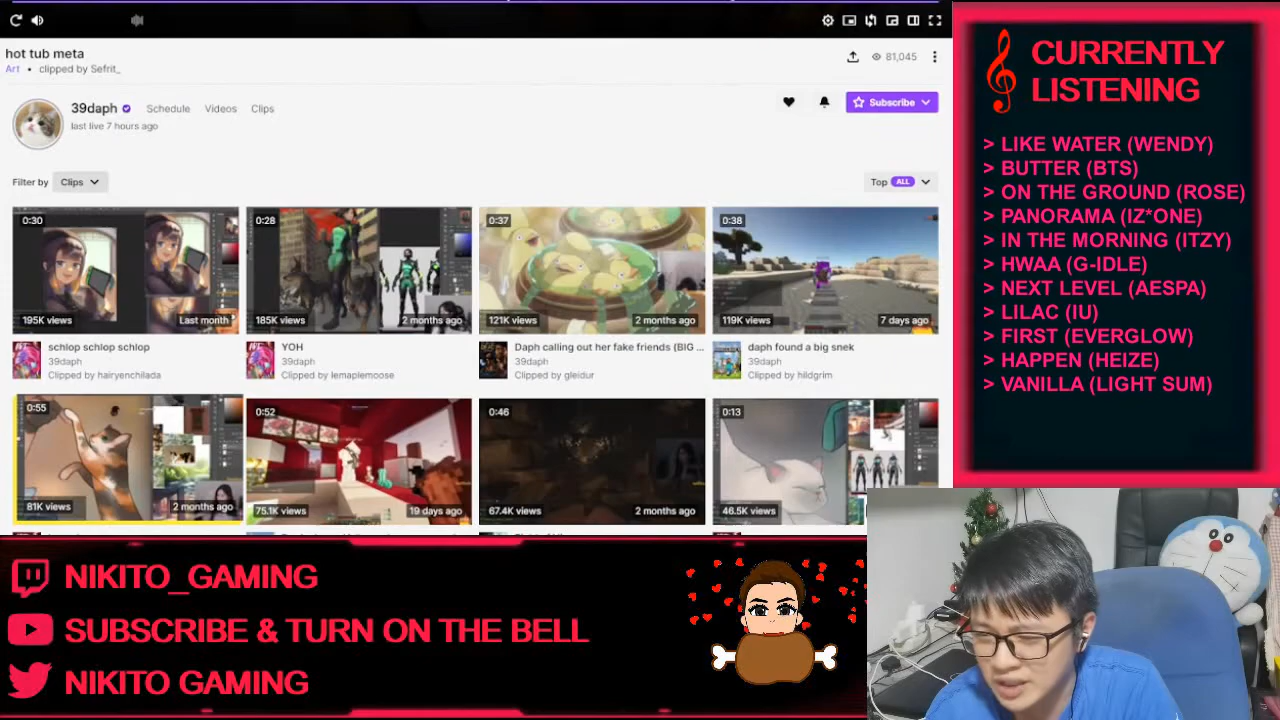 hot tub meta
Art • clipped by Sefrit_
81,045
39daph
Schedule
Videos
Clips
last live 7 hours ago
Subscribe
Filter by
Clips
Top ALL
0:30
195K views
Last month
schlop schlop schlop
39daph
Clipped by hairyenchilada
0:28
185K views
2 months ago
YOH
39daph
Clipped by lemaplemoose
0:37
121K views
2 months ago
Daph calling out her fake friends (BIG ...
39daph
Clipped by gleidur
0:38
119K views
7 days ago
daph found a big snek
39daph
Clipped by hildgrim
0:55
81K views
2 months ago
0:52
75.1K views
19 days ago
0:46
67.4K views
2 months ago
0:13
46.5K views
CURRENTLY
LISTENING
> LIKE WATER (WENDY)
> BUTTER (BTS)
> ON THE GROUND (ROSE)
> PANORAMA (IZ*ONE)
> IN THE MORNING (ITZY)
> HWAA (G-IDLE)
> NEXT LEVEL (AESPA)
> LILAC (IU)
> FIRST (EVERGLOW)
> HAPPEN (HEIZE)
> VANILLA (LIGHT SUM)
NIKITO_GAMING
SUBSCRIBE & TURN ON THE BELL
NIKITO GAMING